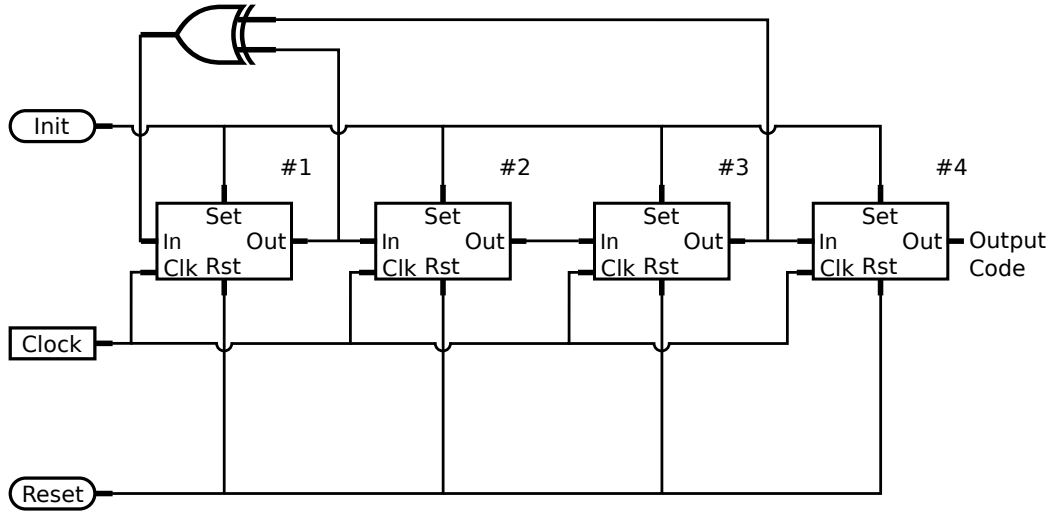 Init
#1
#2
#3
#4
Set
Set
Set
Set
In
Out
In
Out
In
Out
In
Out
Output
Code
Clk
Rst
Clk
Rst
Clk
Rst
Clk
Rst
Clock
Reset